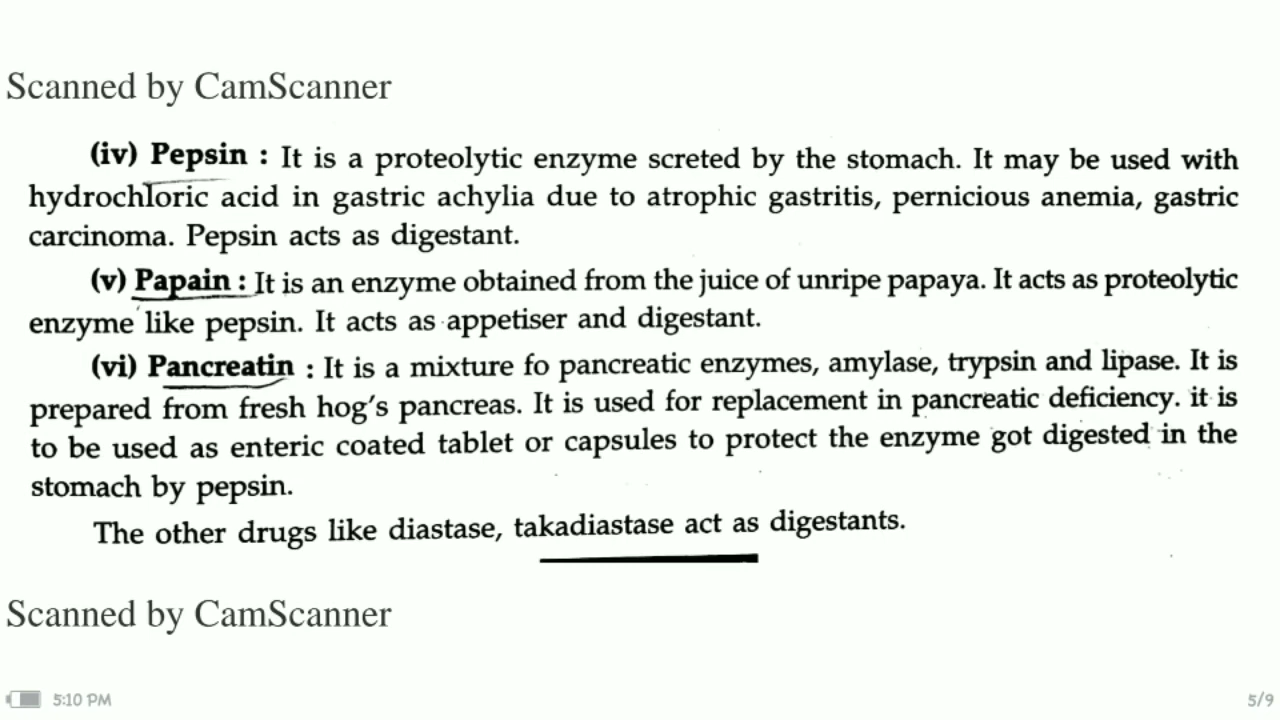 Scanned by CamScanner
(iv) Pepsin : It is a proteolytic enzyme screted by the stomach. It may be used with
hydrochloric acid in gastric achylia due to atrophic gastritis, pernicious anemia, gastric
carcinoma. Pepsin acts as digestant.
(v) Papain : It is an enzyme obtained from the juice of unripe papaya. It acts as proteolytic
enzyme like pepsin. It acts as appetiser and digestant.
(vi) Pancreatin : It is a mixture fo pancreatic enzymes, amylase, trypsin and lipase. It is
prepared from fresh hog's pancreas. It is used for replacement in pancreatic deficiency. it is
to be used as enteric coated tablet or capsules to protect the enzyme got digested in the
stomach by pepsin.
The other drugs like diastase, takadiastase act as digestants.
Scanned by CamScanner
5:10 PM
5/9